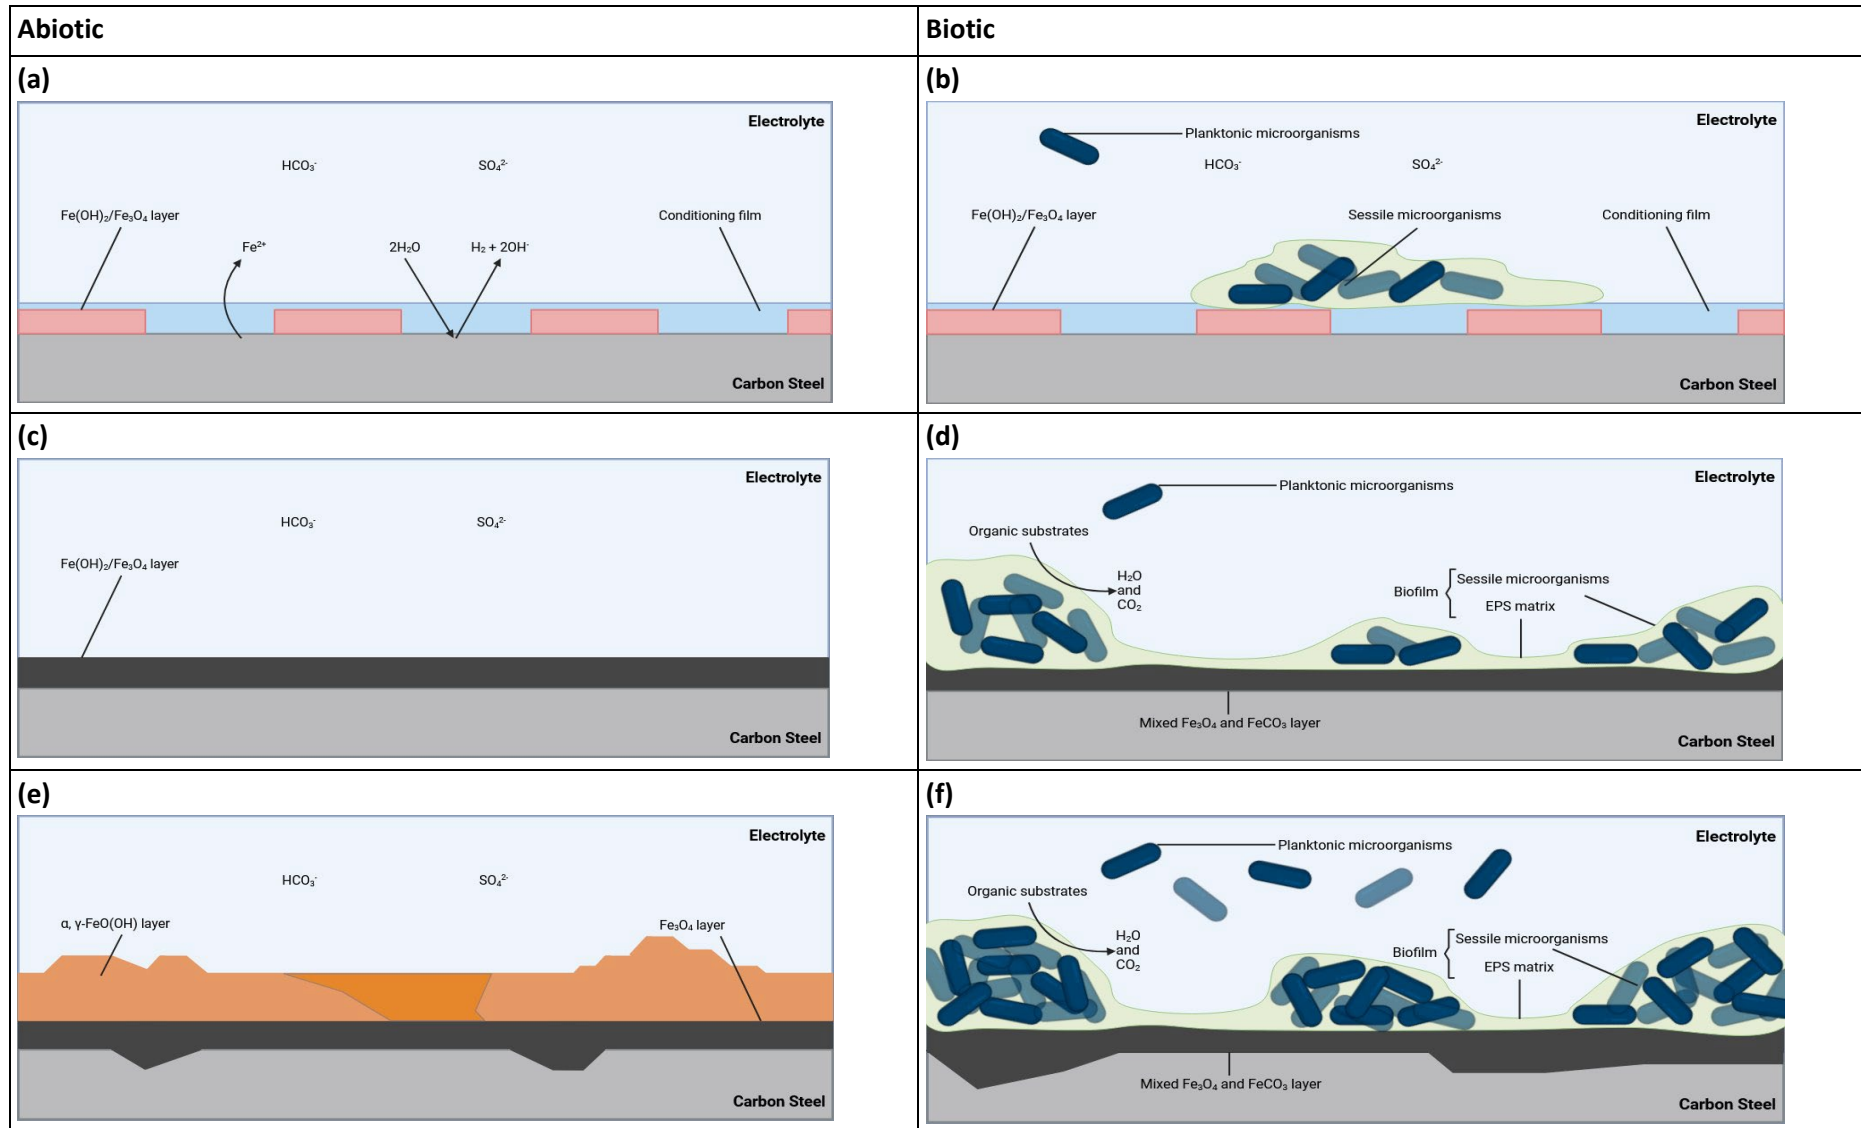 Abiotic
Biotic
(a)
Electrolyte
HCO₃⁻
SO₄²⁻
Fe(OH)₂/Fe₃O₄ layer
Conditioning film
Fe²⁺
2H₂O
H₂ + 2OH⁻
Carbon Steel
(b)
Electrolyte
Planktonic microorganisms
HCO₃⁻
SO₄²⁻
Fe(OH)₂/Fe₃O₄ layer
Sessile microorganisms
Conditioning film
Carbon Steel
(c)
Electrolyte
HCO₃⁻
SO₄²⁻
Fe(OH)₂/Fe₃O₄ layer
Carbon Steel
(d)
Electrolyte
Planktonic microorganisms
Organic substrates
H₂O
and
CO₂
Biofilm
Sessile microorganisms
EPS matrix
Mixed Fe₃O₄ and FeCO₃ layer
Carbon Steel
(e)
Electrolyte
HCO₃⁻
SO₄²⁻
α, γ-FeO(OH) layer
Fe₃O₄ layer
Carbon Steel
(f)
Electrolyte
Planktonic microorganisms
Organic substrates
H₂O
and
CO₂
Biofilm
Sessile microorganisms
EPS matrix
Mixed Fe₃O₄ and FeCO₃ layer
Carbon Steel